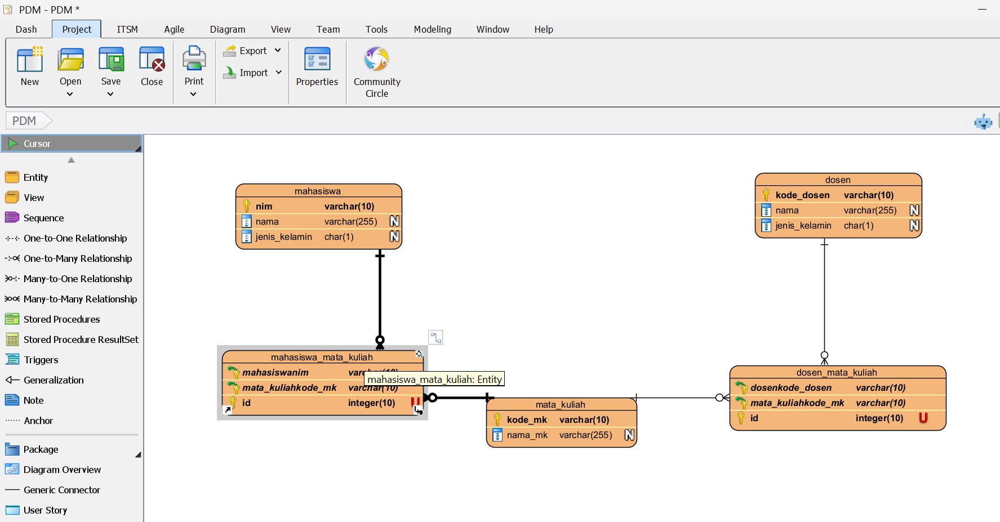 PDM - PDM *
Dash Project ITSM Agile Diagram View Team Tools Modeling Window Help
New Open Save Close Print Export Import Properties Community Circle
PDM
Cursor
Entity
View
Sequence
One-to-One Relationship
One-to-Many Relationship
Many-to-One Relationship
Many-to-Many Relationship
Stored Procedures
Stored Procedure ResultSet
Triggers
Generalization
Note
Anchor
Package
Diagram Overview
Generic Connector
User Story
mahasiswa
nim varchar(10)
nama varchar(255) N
jenis_kelamin char(1) N
dosen
kode_dosen varchar(10)
nama varchar(255) N
jenis_kelamin char(1) N
mahasiswa_mata_kuliah
mahasiswanim
mata_kuliahkode_mk varchar(10)
id integer(10) U
mahasiswa_mata_kuliah: Entity
mata_kuliah
kode_mk varchar(10)
nama_mk varchar(255) N
dosen_mata_kuliah
dosenkode_dosen varchar(10)
mata_kuliahkode_mk varchar(10)
id integer(10) U